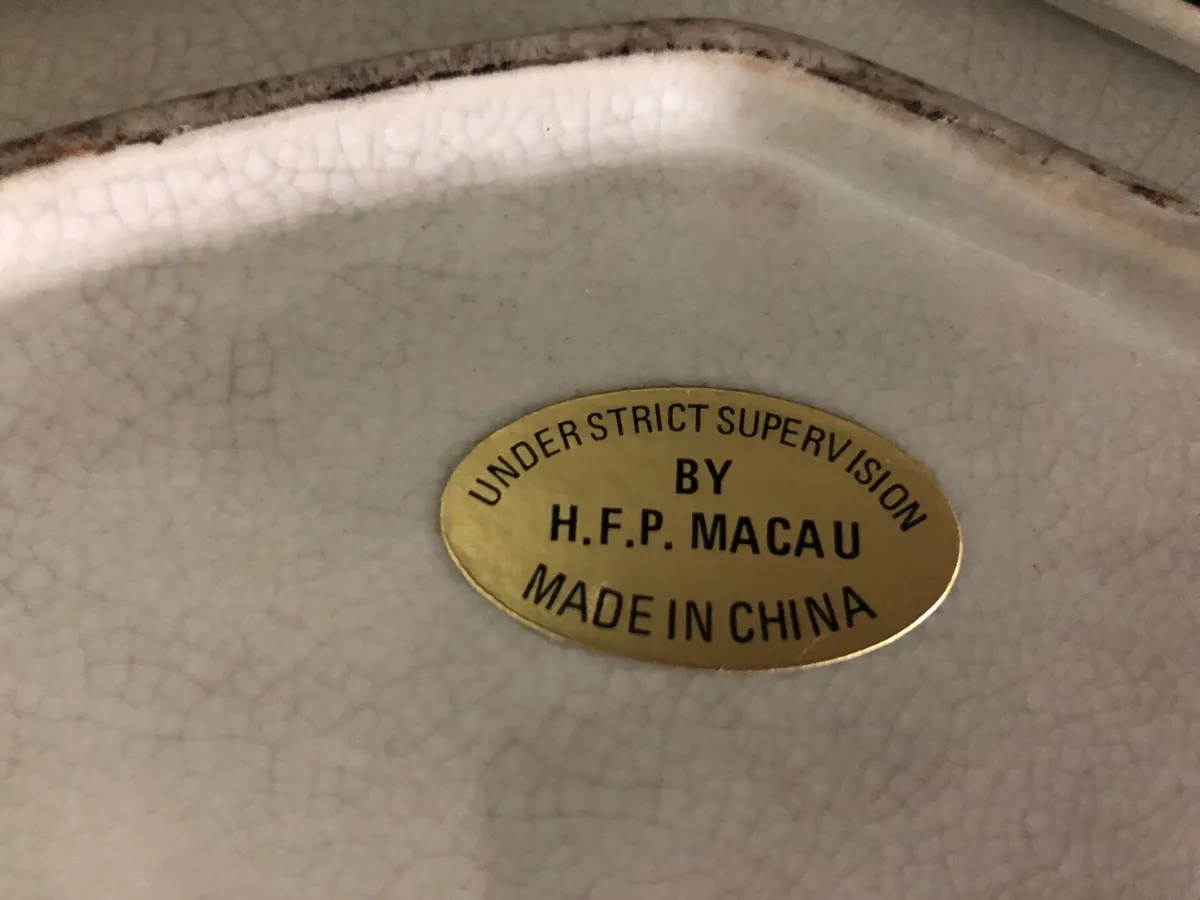 UNDER STRICT SUPERVISION
BY
H.F.P. MACAU
MADE IN CHINA